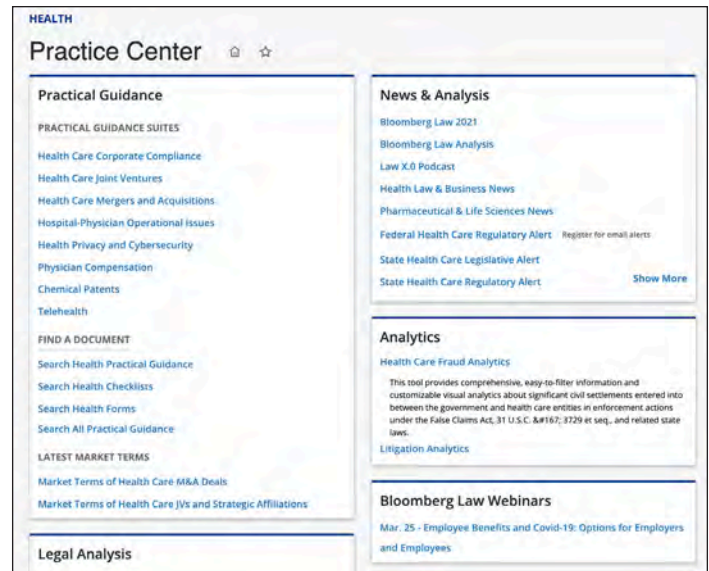 HEALTH
Practice Center
Practical Guidance
PRACTICAL GUIDANCE SUITES
Health Care Corporate Compliance
Health Care Joint Ventures
Health Care Mergers and Acquisitions
Hospital-Physician Operational Issues
Health Privacy and Cybersecurity
Physician Compensation
Chemical Patents
Telehealth
FIND A DOCUMENT
Search Health Practical Guidance
Search Health Checklists
Search Health Forms
Search All Practical Guidance
LATEST MARKET TERMS
Market Terms of Health Care M&A Deals
Market Terms of Health Care JVs and Strategic Affiliations
Legal Analysis
News & Analysis
Bloomberg Law 2021
Bloomberg Law Analysis
Law X.0 Podcast
Health Law & Business News
Pharmaceutical & Life Sciences News
Federal Health Care Regulatory Alert Register for email alerts
State Health Care Legislative Alert
State Health Care Regulatory Alert Show More
Analytics
Health Care Fraud Analytics
This tool provides comprehensive, easy-to-filter information and
customizable visual analytics about significant civil settlements entered into
between the government and health care entities in enforcement actions
under the False Claims Act, 31 U.S.C. &#167; 3729 et seq., and related state
laws.
Litigation Analytics
Bloomberg Law Webinars
Mar. 25 - Employee Benefits and Covid-19: Options for Employers
and Employees